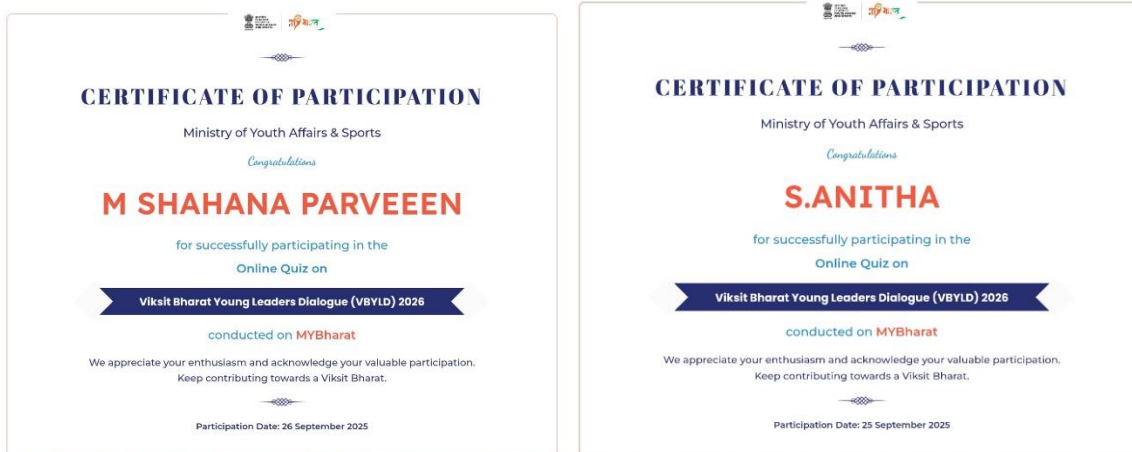 CERTIFICATE OF PARTICIPATION
Ministry of Youth Affairs & Sports
Congratulations
M SHAHANA PARVEEEN
for successfully participating in the
Online Quiz on
Viksit Bharat Young Leaders Dialogue (VBYLD) 2026
conducted on MYBharat
We appreciate your enthusiasm and acknowledge your valuable participation.
Keep contributing towards a Viksit Bharat.
Participation Date: 26 September 2025
CERTIFICATE OF PARTICIPATION
Ministry of Youth Affairs & Sports
Congratulations
S.ANITHA
for successfully participating in the
Online Quiz on
Viksit Bharat Young Leaders Dialogue (VBYLD) 2026
conducted on MYBharat
We appreciate your enthusiasm and acknowledge your valuable participation.
Keep contributing towards a Viksit Bharat.
Participation Date: 25 September 2025